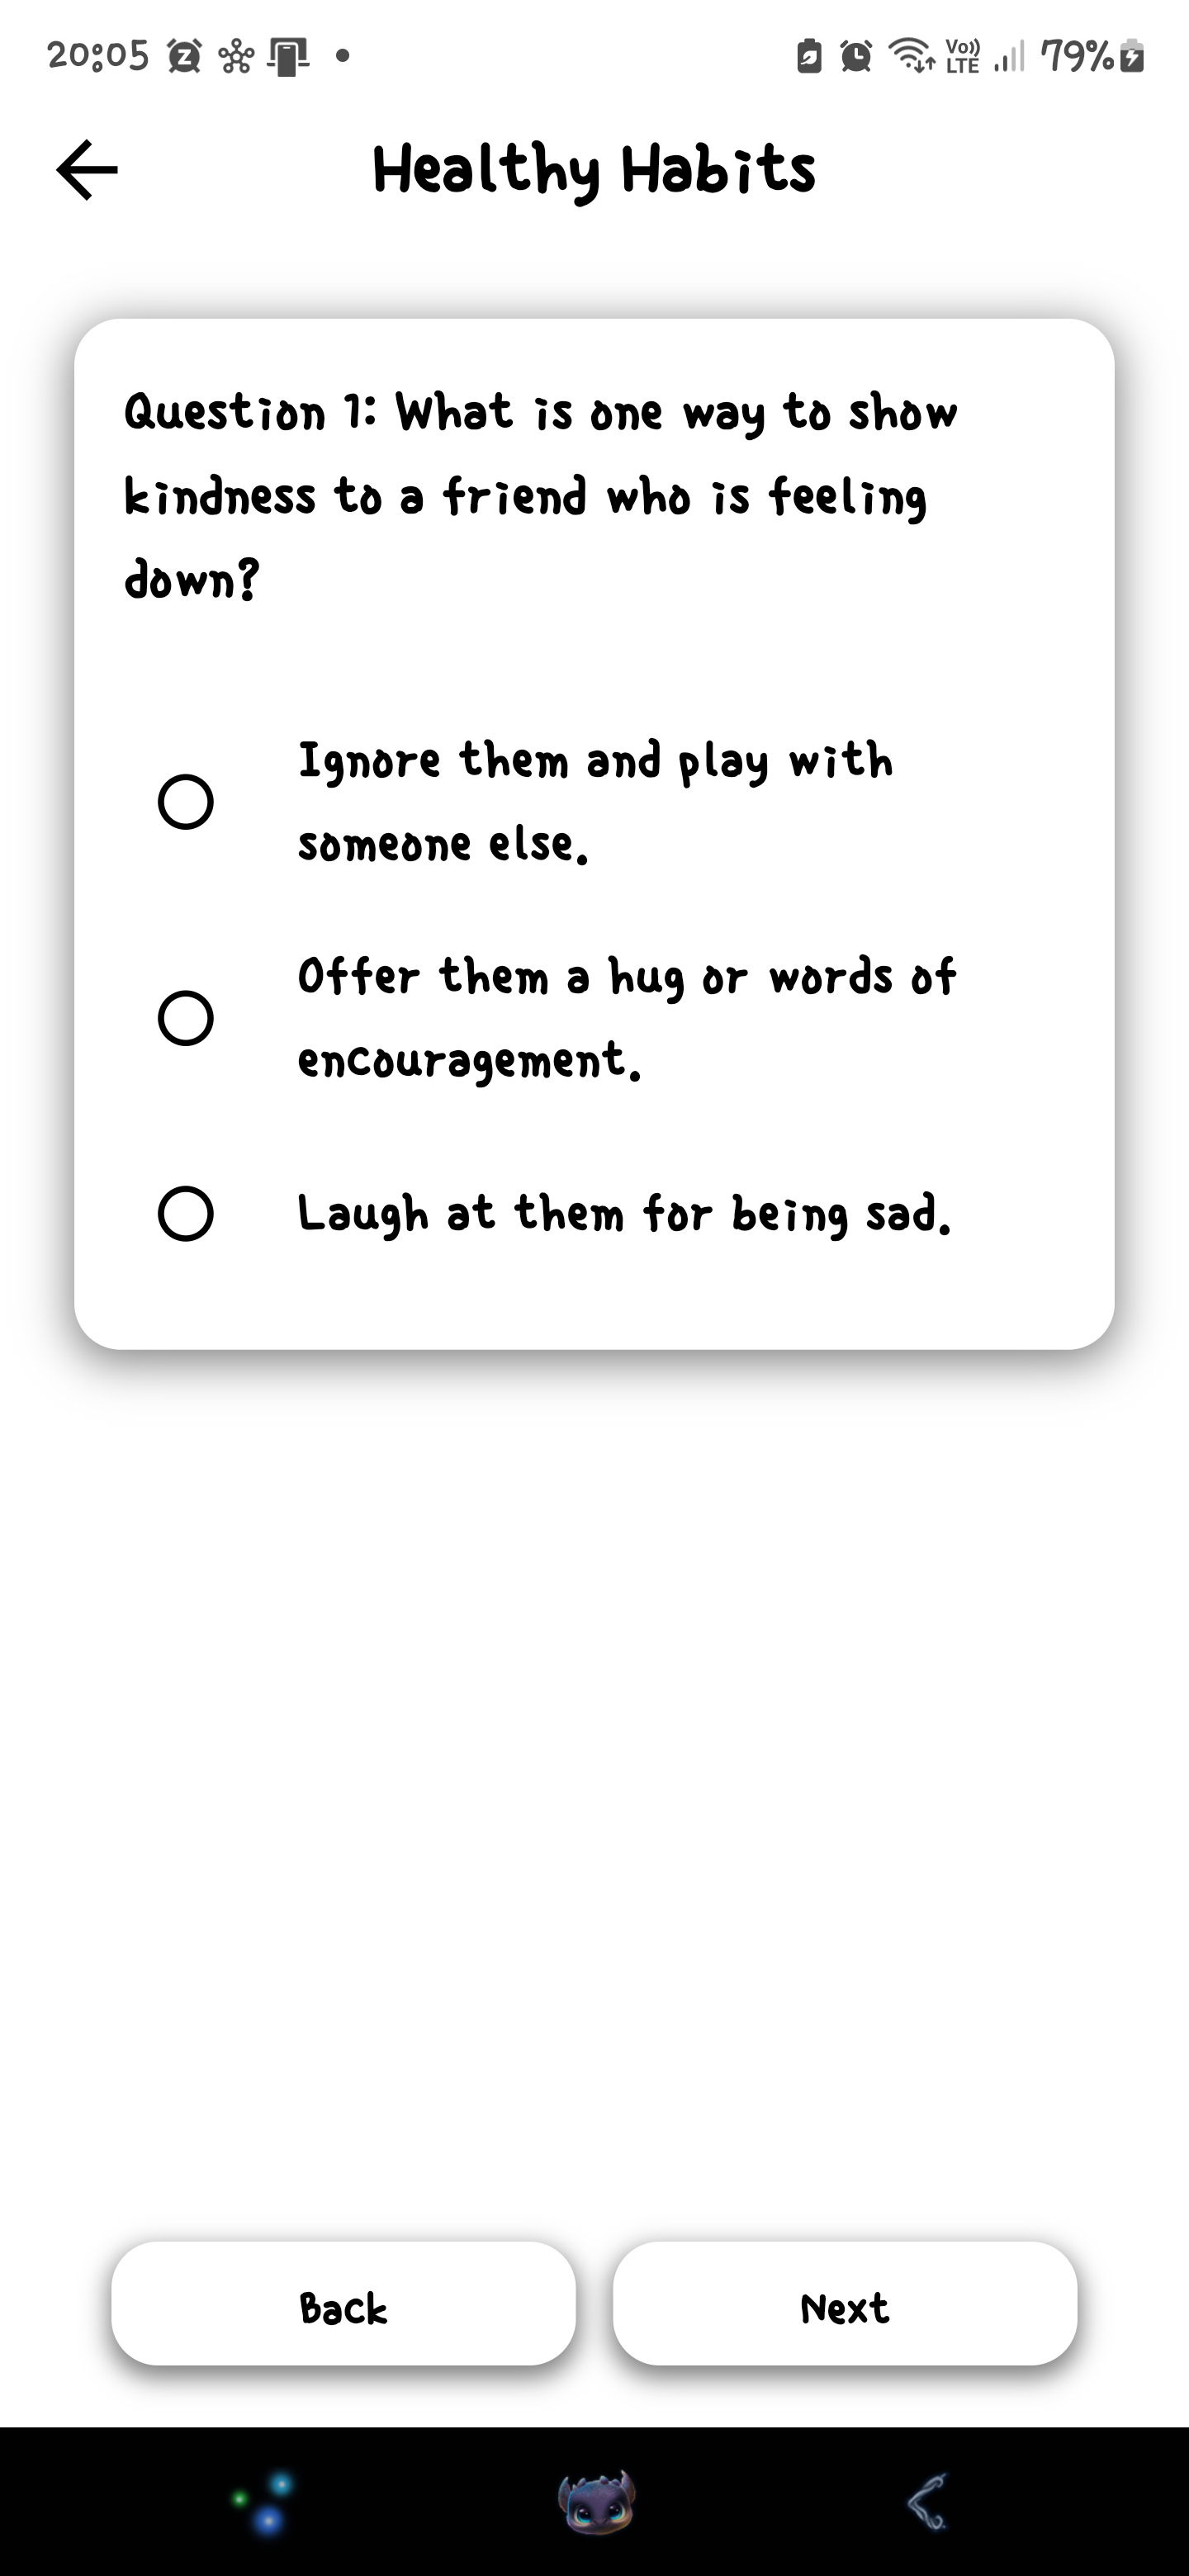 20:05
Vo))
LTE
79%
Healthy Habits
Question 1: What is one way to show
kindness to a friend who is feeling
down?
Ignore them and play with
someone else.
Offer them a hug or words of
encouragement.
Laugh at them for being sad.
Back
Next